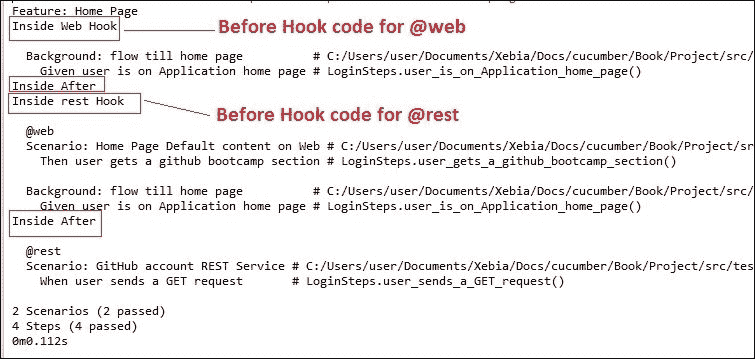 Feature: Home Page
Inside Web Hook
Before Hook code for @web
Background: flow till home page # C:/Users/user/Documents/Xebia/Docs/cucumber/Book/Project/src/
Given user is on Application home page # LoginSteps.user_is_on_Application_home_page()
Inside After
Inside rest Hook
Before Hook code for @rest
@web
Scenario: Home Page Default content on Web # C:/Users/user/Documents/Xebia/Docs/cucumber/Book/Project/sr
Then user gets a github bootcamp section # LoginSteps.user_gets_a_github_bootcamp_section()
Background: flow till home page # C:/Users/user/Documents/Xebia/Docs/cucumber/Book/Project/src/
Given user is on Application home page # LoginSteps.user_is_on_Application_home_page()
Inside After
@rest
Scenario: GitHub account REST Service # C:/Users/user/Documents/Xebia/Docs/cucumber/Book/Project/src/tes
When user sends a GET request # LoginSteps.user_sends_a_GET_request()
2 Scenarios (2 passed)
4 Steps (4 passed)
0m0.112s